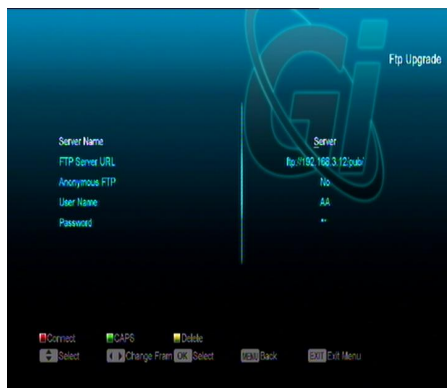 Ftp Upgrade
Server Name Server
FTP Server URL ftp://192.168.3.12/pub/
Anonymous FTP No
User Name AA
Password **
Connect CAPS Delete
Select Change Fram OK Select MENU Back EXIT Exit Menu
Gi